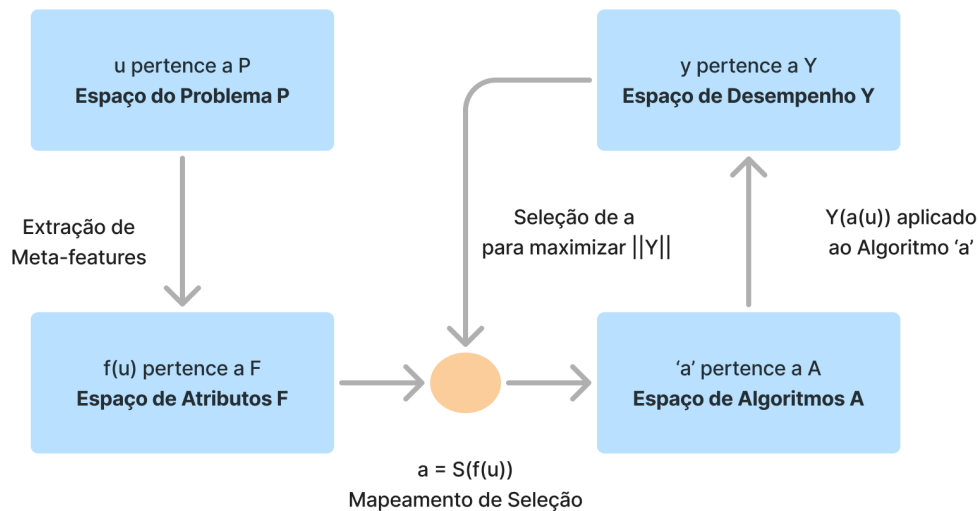 u pertence a P
Espaço do Problema P
y pertence a Y
Espaço de Desempenho Y
Extração de
Meta-features
Seleção de a
para maximizar ||Y||
Y(a(u)) aplicado
ao Algoritmo ‘a’
f(u) pertence a F
Espaço de Atributos F
‘a’ pertence a A
Espaço de Algoritmos A
a = S(f(u))
Mapeamento de Seleção